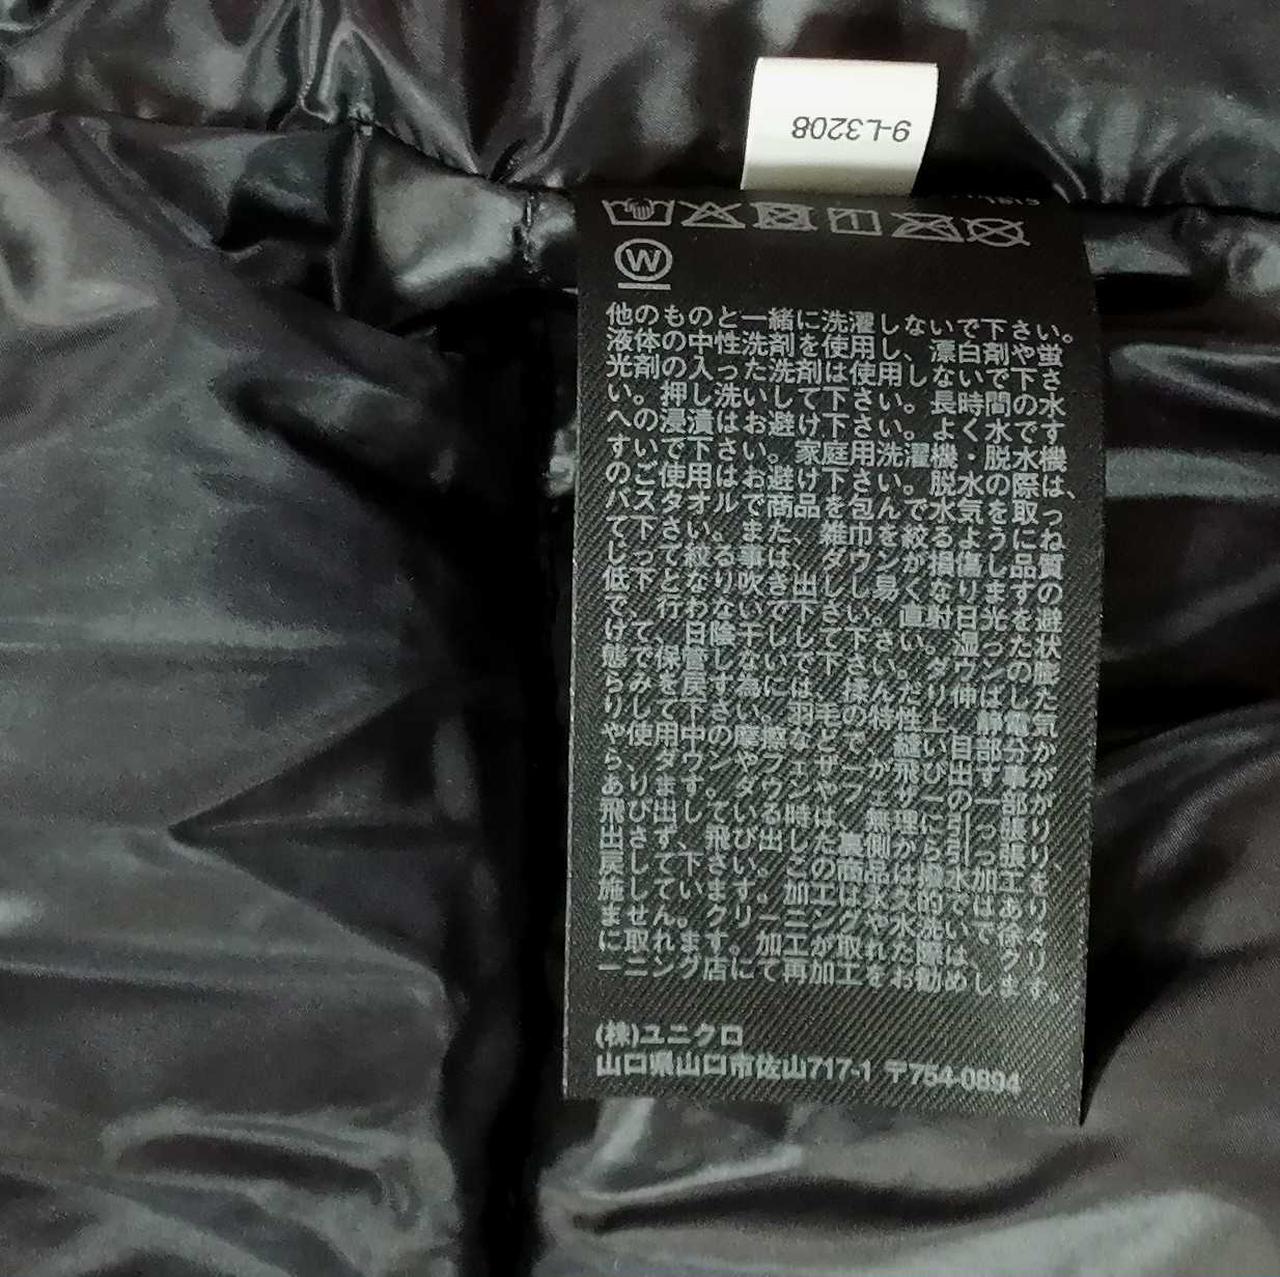 9-L3208
W
他のものと一緒に洗濯しないで下さい。
液体の中性洗剤を使用し、漂白剤や蛍
光剤の入った洗剤は使用しないで下さ
い。押し洗いして下さい。長時間の水
への浸漬はお避け下さい。よく水です
すいで下さい。家庭用洗濯機・脱水機
のご使用はお避け下さい。脱水の際は、
バスタオルで商品を包んで水気を取っ
て下さい。また、雑巾を絞るようにね
じって絞る事は、ダウンが損傷し品質
低下となり吹き出しし易くなりますの
で、行わないで下さい。直射日光を避
けて、日陰干しして下さい。湿った状
態で保管しないで下さい。ダウンの膨
らみを戻す為には、揉んだり伸ばした
りして下さい。羽毛の特性上、静電気
や使用中の摩擦などで、縫い目部分か
ら、ダウンやフェザーが飛び出す事が
あります。ダウンやフェザーの一部が
飛び出している時は、無理に引っ張り
出さず、飛び出した裏側から引っ張り、
戻して下さい。この商品は撥水加工を
施しています。加工は永久的ではあり
ません。クリーニングや水洗いで徐々
に取れます。加工が取れた際は、クリ
ーニング店にて再加工をお勧めします。
(株)ユニクロ
山口県山口市佐山717-1 〒754-0894